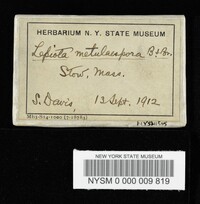 HERBARIUM N. Y. STATE MUSEUM
Lepiota metulaespora B. & Br.
Stow, Mass.
S. Davis, 13 Sept. 1912
NEW YORK STATE MUSEUM
NYSM 0 000 009 819